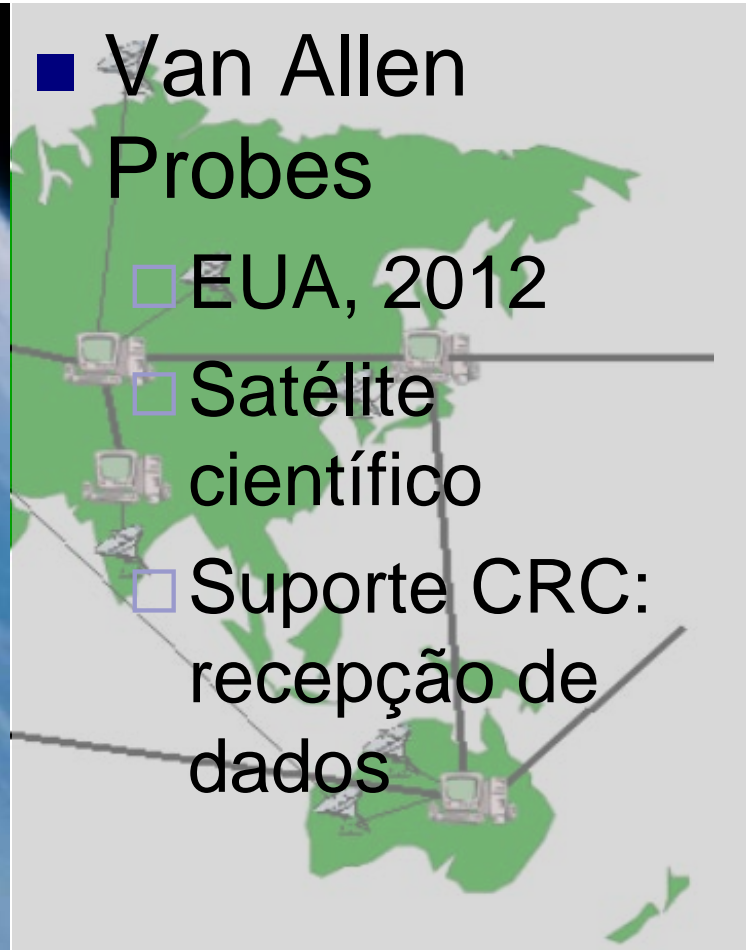 Van Allen
Probes
EUA, 2012
Satélite
científico
Suporte CRC:
recepção de
dados